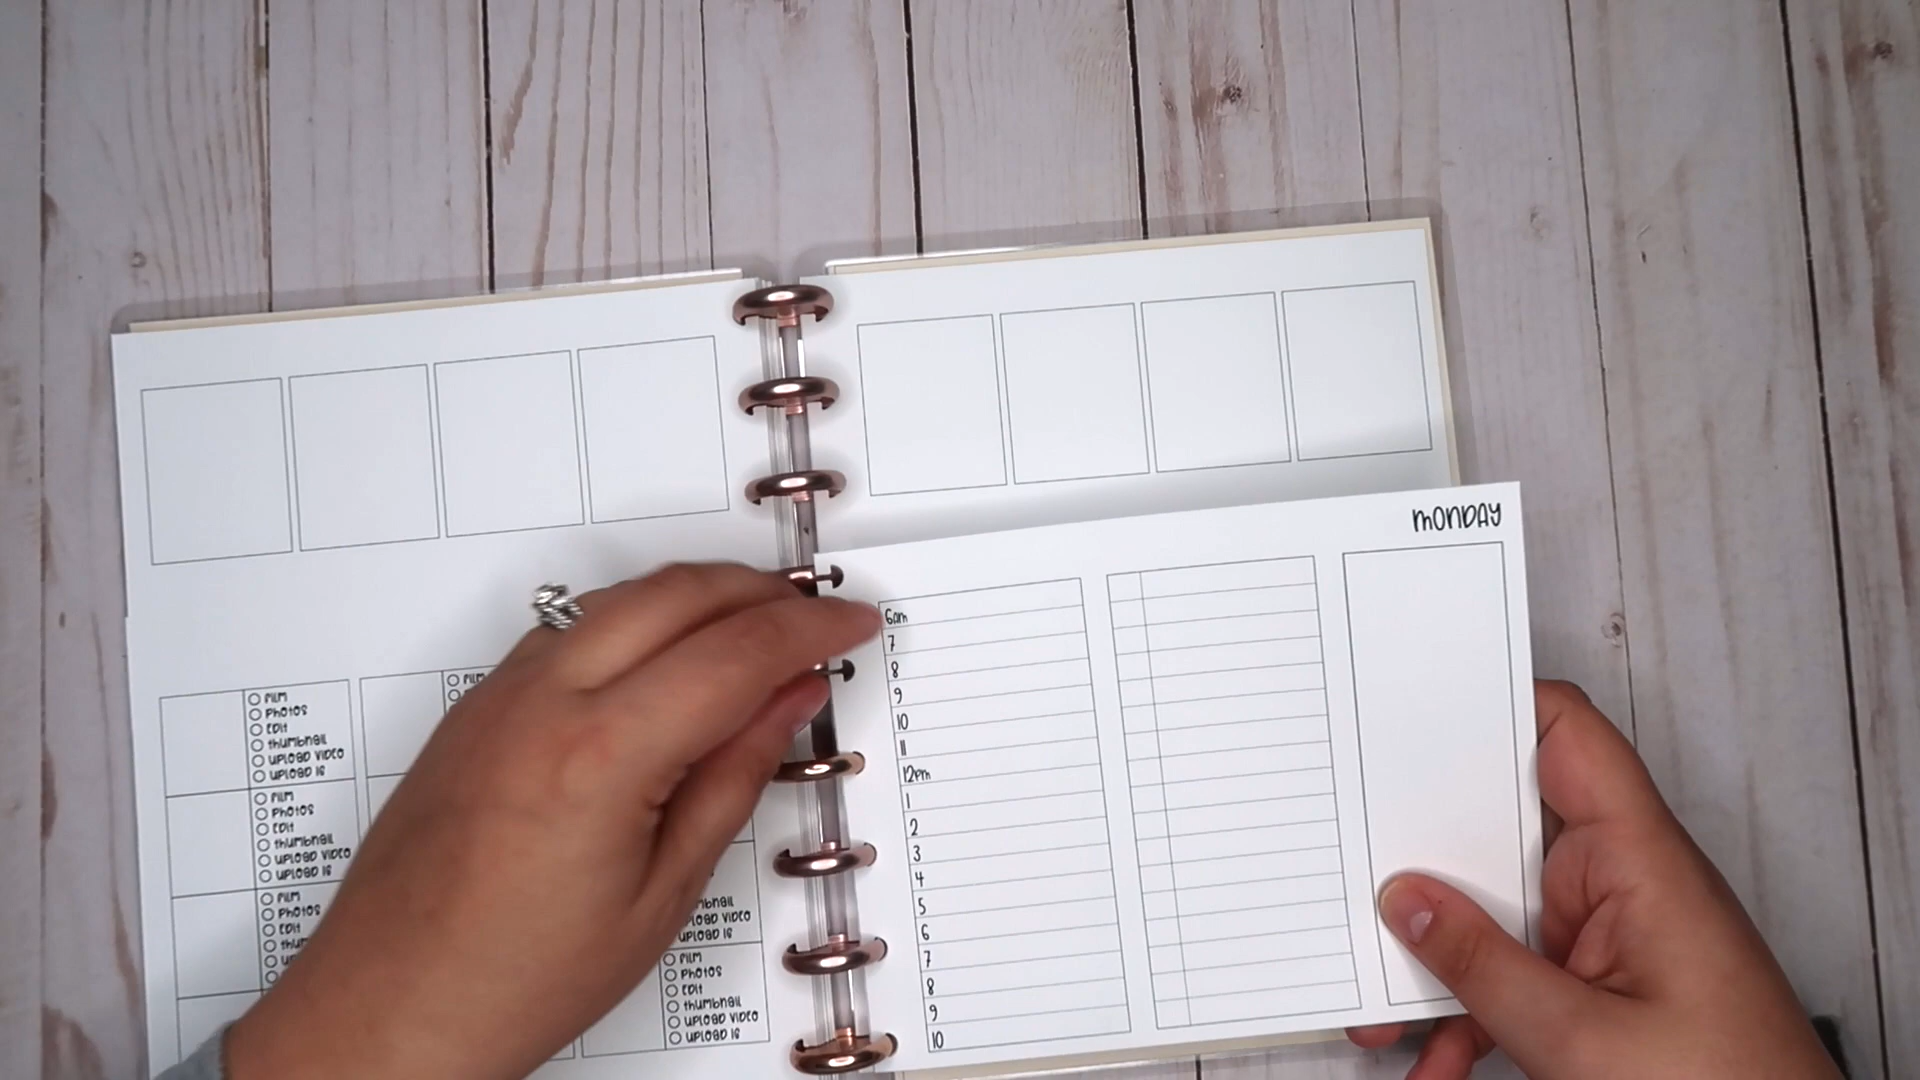 FILM
PHOTOS
EDIT
THUMBNAIL
UPLOAD VIDEO
UPLOAD IG
FILM
PHOTOS
EDIT
THUMBNAIL
UPLOAD VIDEO
UPLOAD IG
FILM
PHOTOS
EDIT
FILM
UPLOAD VIDEO
UPLOAD IG
FILM
PHOTOS
EDIT
THUMBNAIL
UPLOAD VIDEO
UPLOAD IG
MONDAY
6am
7
8
9
10
11
12pm
1
2
3
4
5
6
7
8
9
10